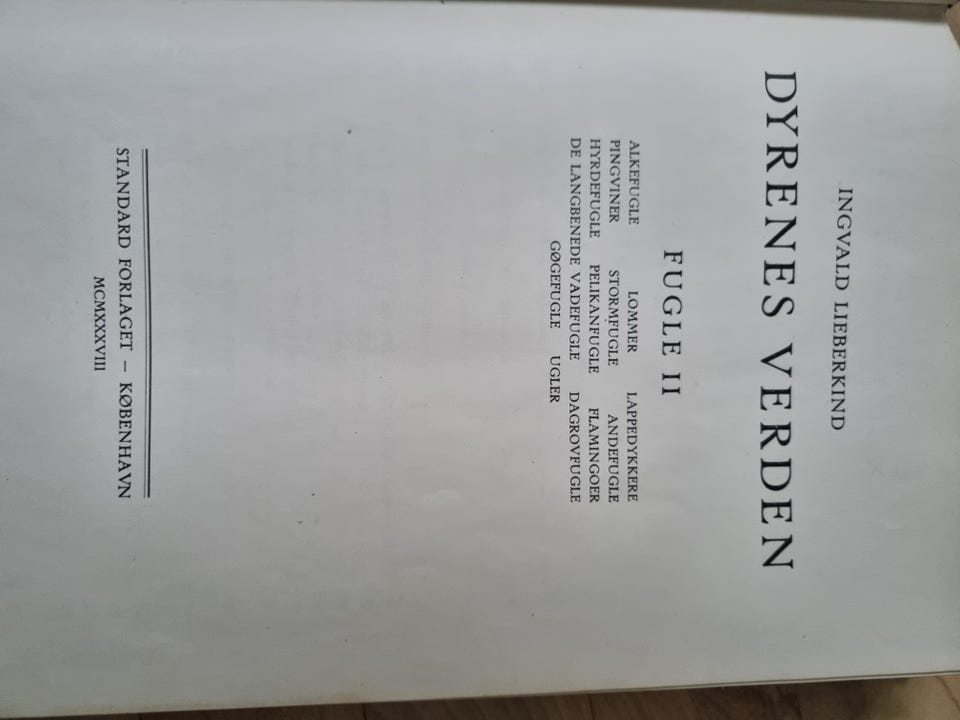 INGVALD LIEBERKIND
DYRENES VERDEN
FUGLE II
ALKEFUGLE LOMMER LAPPEDYKKERE
PINGVINER STORMFUGLE ANDEFUGLE
HYRDEFUGLE PELIKANFUGLE FLAMINGOER
DE LANGBENEDE VADEFUGLE DAGROVFUGLE
GØGEFUGLE UGLER
STANDARD FORLAGET – KØBENHAVN
MCMXXXVIII